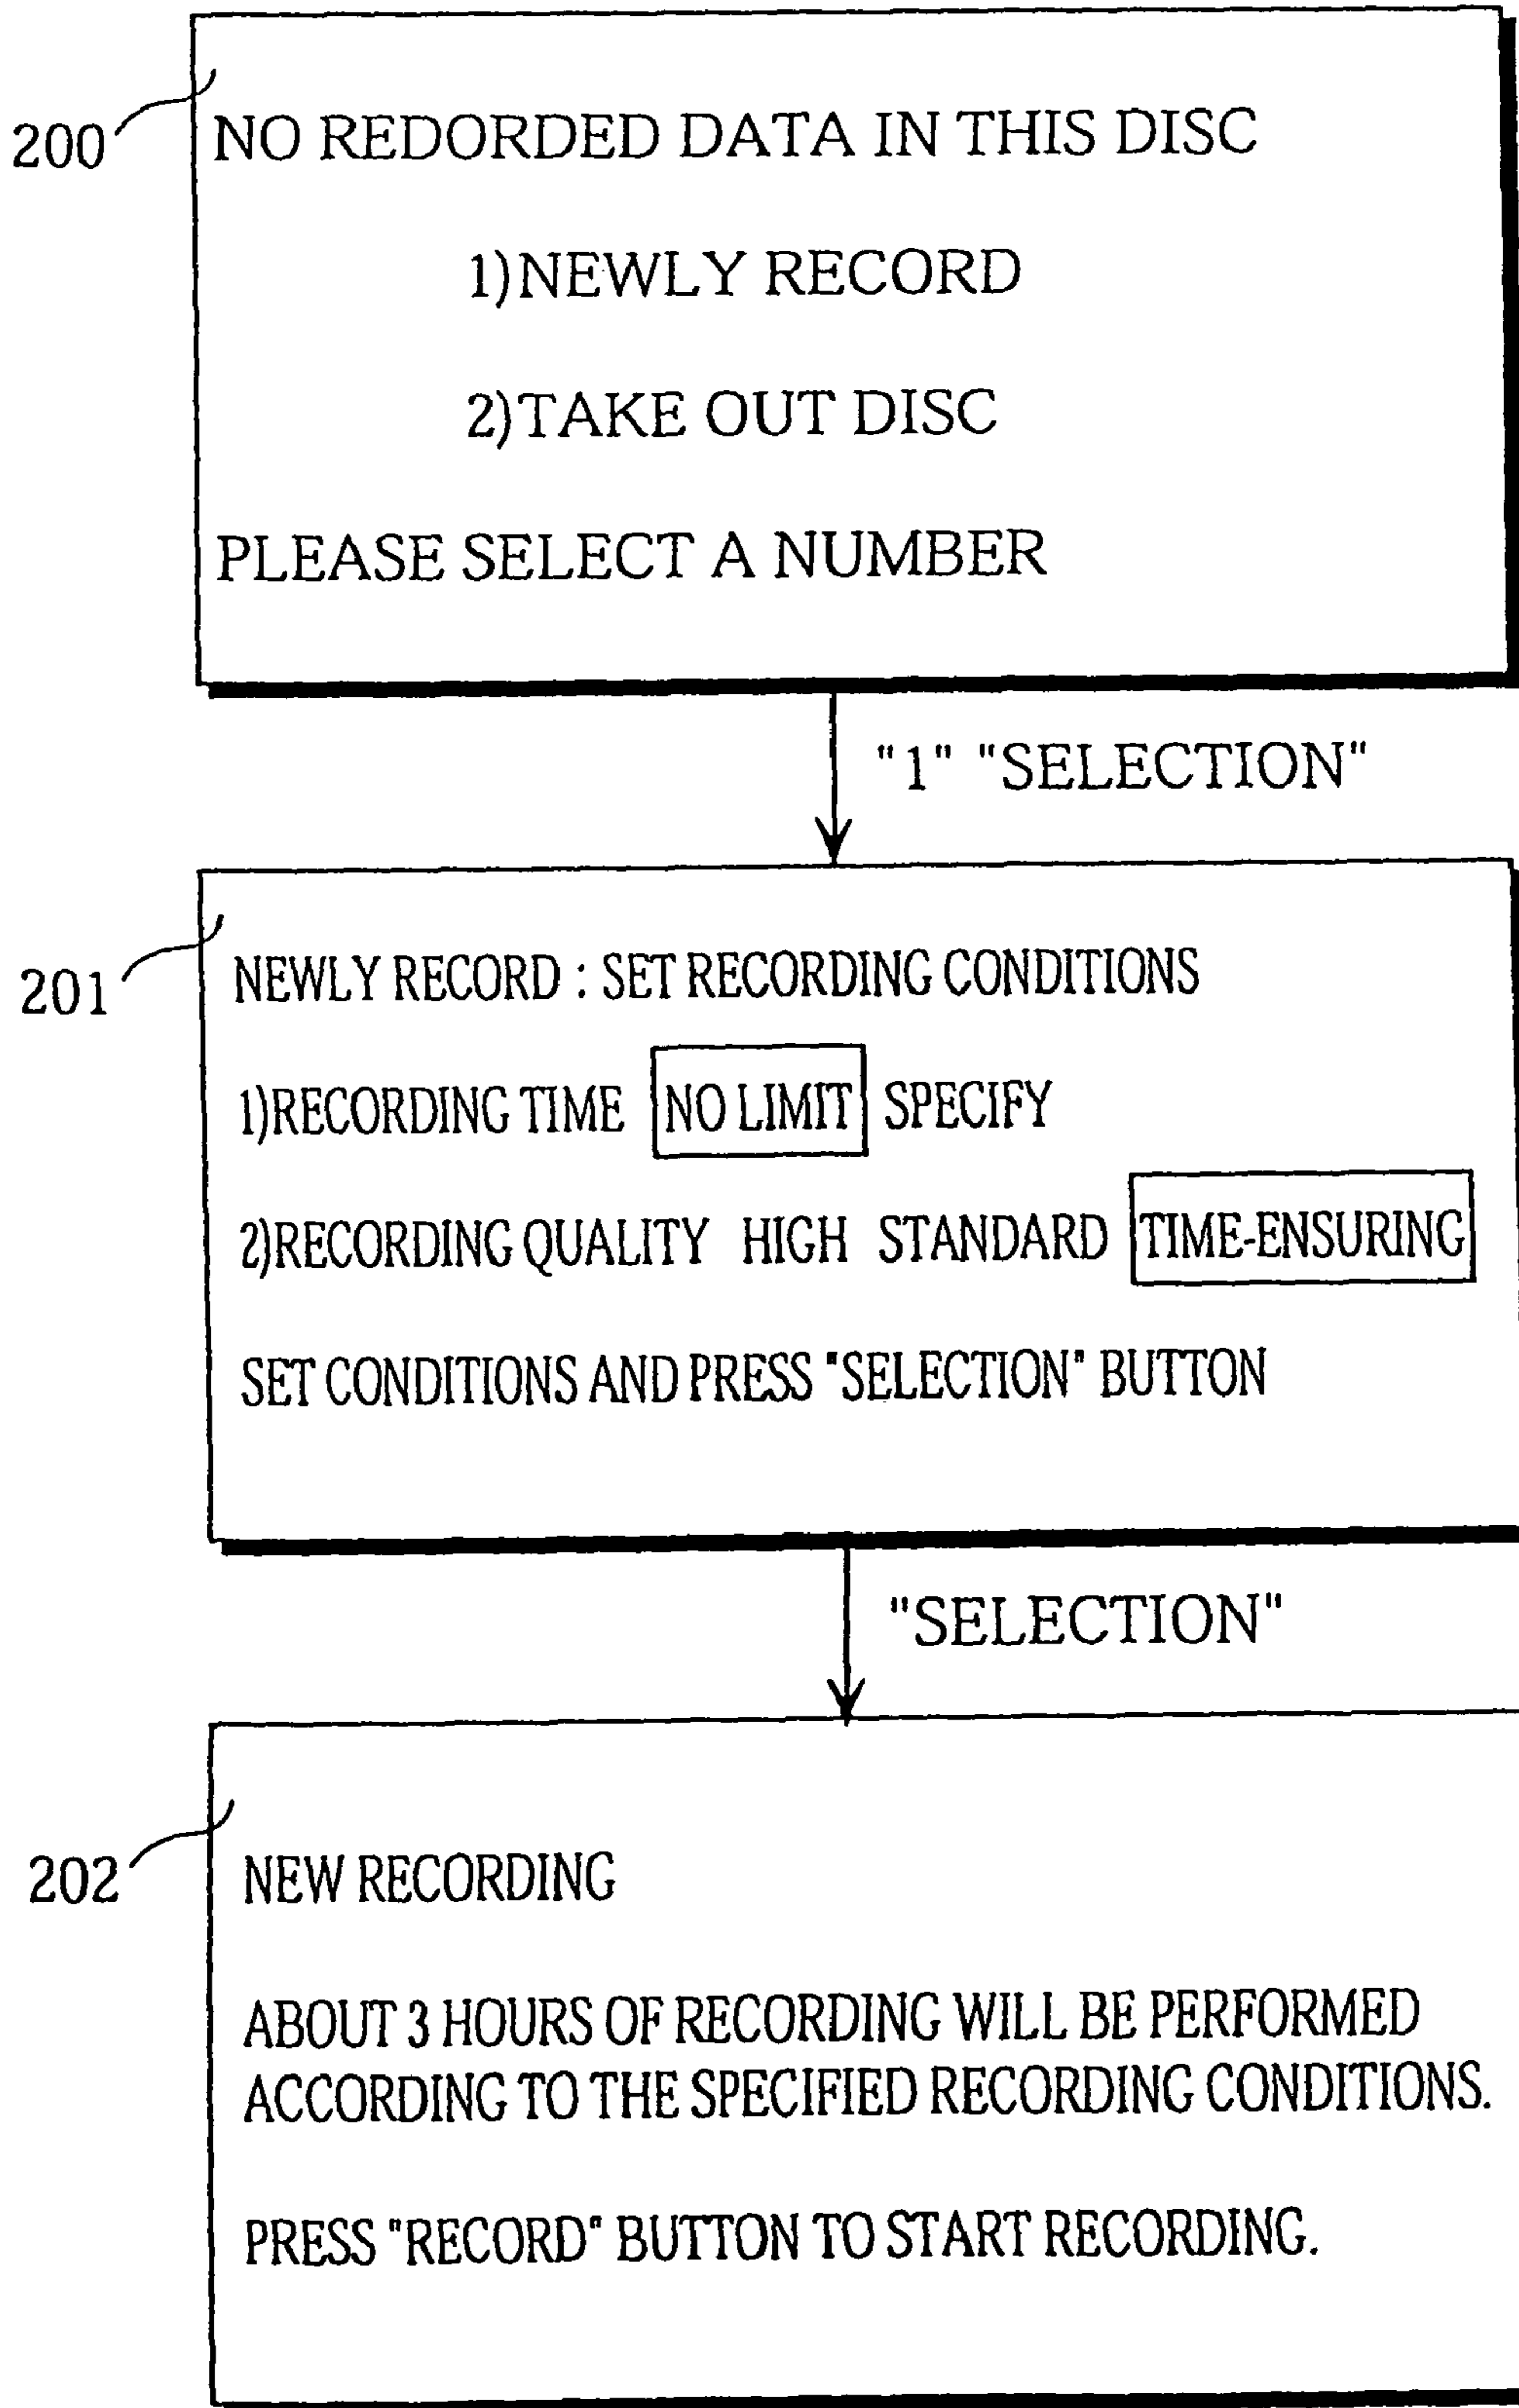 200
NO REDORDED DATA IN THIS DISC
1)NEWLY RECORD
2)TAKE OUT DISC
PLEASE SELECT A NUMBER
"1" "SELECTION"
201
NEWLY RECORD : SET RECORDING CONDITIONS
1)RECORDING TIME NO LIMIT SPECIFY
2)RECORDING QUALITY HIGH STANDARD TIME-ENSURING
SET CONDITIONS AND PRESS "SELECTION" BUTTON
"SELECTION"
202
NEW RECORDING
ABOUT 3 HOURS OF RECORDING WILL BE PERFORMED
ACCORDING TO THE SPECIFIED RECORDING CONDITIONS.
PRESS "RECORD" BUTTON TO START RECORDING.